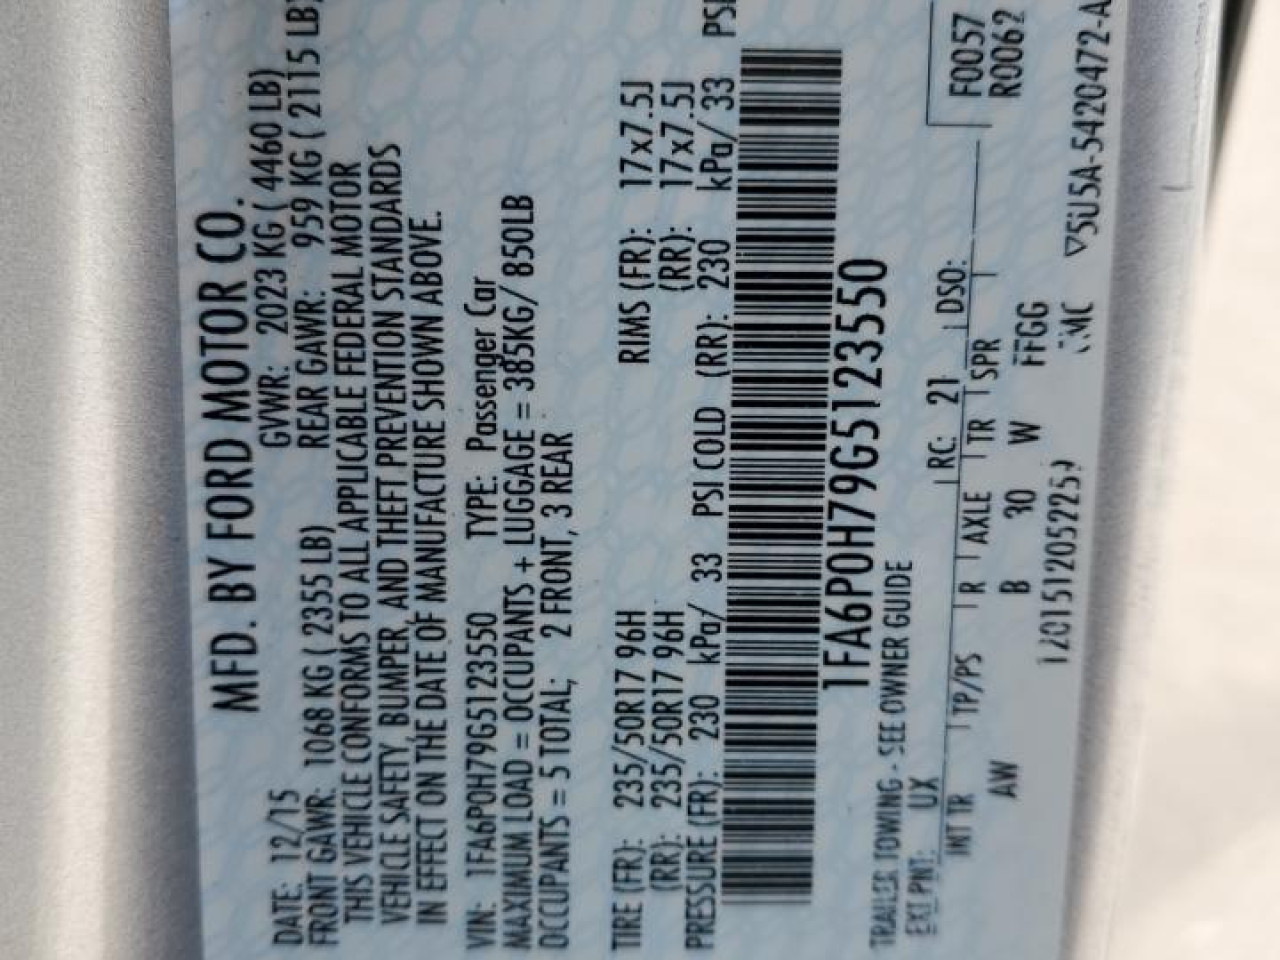 MFD. BY FORD MOTOR CO.
DATE: 12/15 GVWR: 2023 KG ( 4460 LB)
FRONT GAWR: 1068 KG ( 2355 LB) REAR GAWR: 959 KG ( 2115 LB)
THIS VEHICLE CONFORMS TO ALL APPLICABLE FEDERAL MOTOR
VEHICLE SAFETY, BUMPER, AND THEFT PREVENTION STANDARDS
IN EFFECT ON THE DATE OF MANUFACTURE SHOWN ABOVE.
VIN: 1FA6P0H79G5123550 TYPE: Passenger Car
MAXIMUM LOAD = OCCUPANTS + LUGGAGE = 385KG/ 850LB
OCCUPANTS = 5 TOTAL; 2 FRONT, 3 REAR
TIRE (FR): 235/50R17 96H RIMS (FR): 17x7.5J
(RR): 235/50R17 96H (RR): 17x7.5J
PRESSURE (FR): 230 kPa/ 33 PSI COLD (RR): 230 kPa/ 33 PSI
1FA6P0H79G5123550
TRAILER TOWING - SEE OWNER GUIDE
F0057
R0062
EXT PNT: UX RC: 21 DSO:
INT TR TP/PS R AXLE TR SPR
AW B 30 W FFGG
▽5U5A-5420472-A